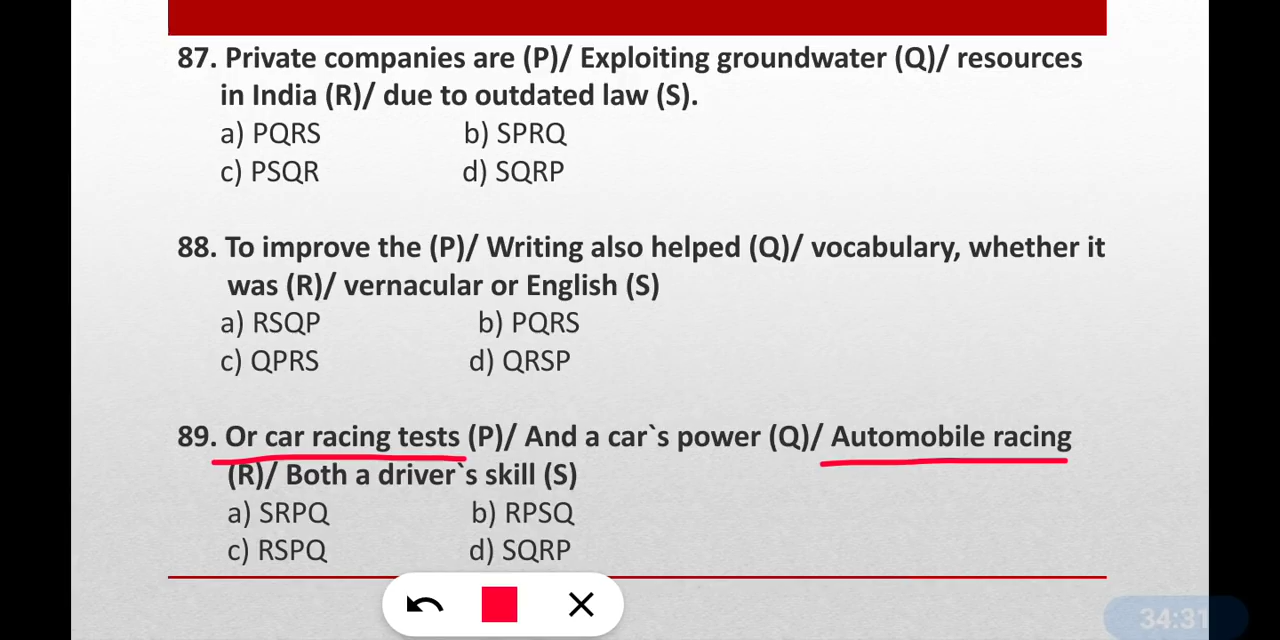 87. Private companies are (P)/ Exploiting groundwater (Q)/ resources
in India (R)/ due to outdated law (S).
a) PQRS b) SPRQ
c) PSQR d) SQRP
88. To improve the (P)/ Writing also helped (Q)/ vocabulary, whether it
was (R)/ vernacular or English (S)
a) RSQP b) PQRS
c) QPRS d) QRSP
89. Or car racing tests (P)/ And a car`s power (Q)/ Automobile racing
(R)/ Both a driver`s skill (S)
a) SRPQ b) RPSQ
c) RSPQ d) SQRP
34:31